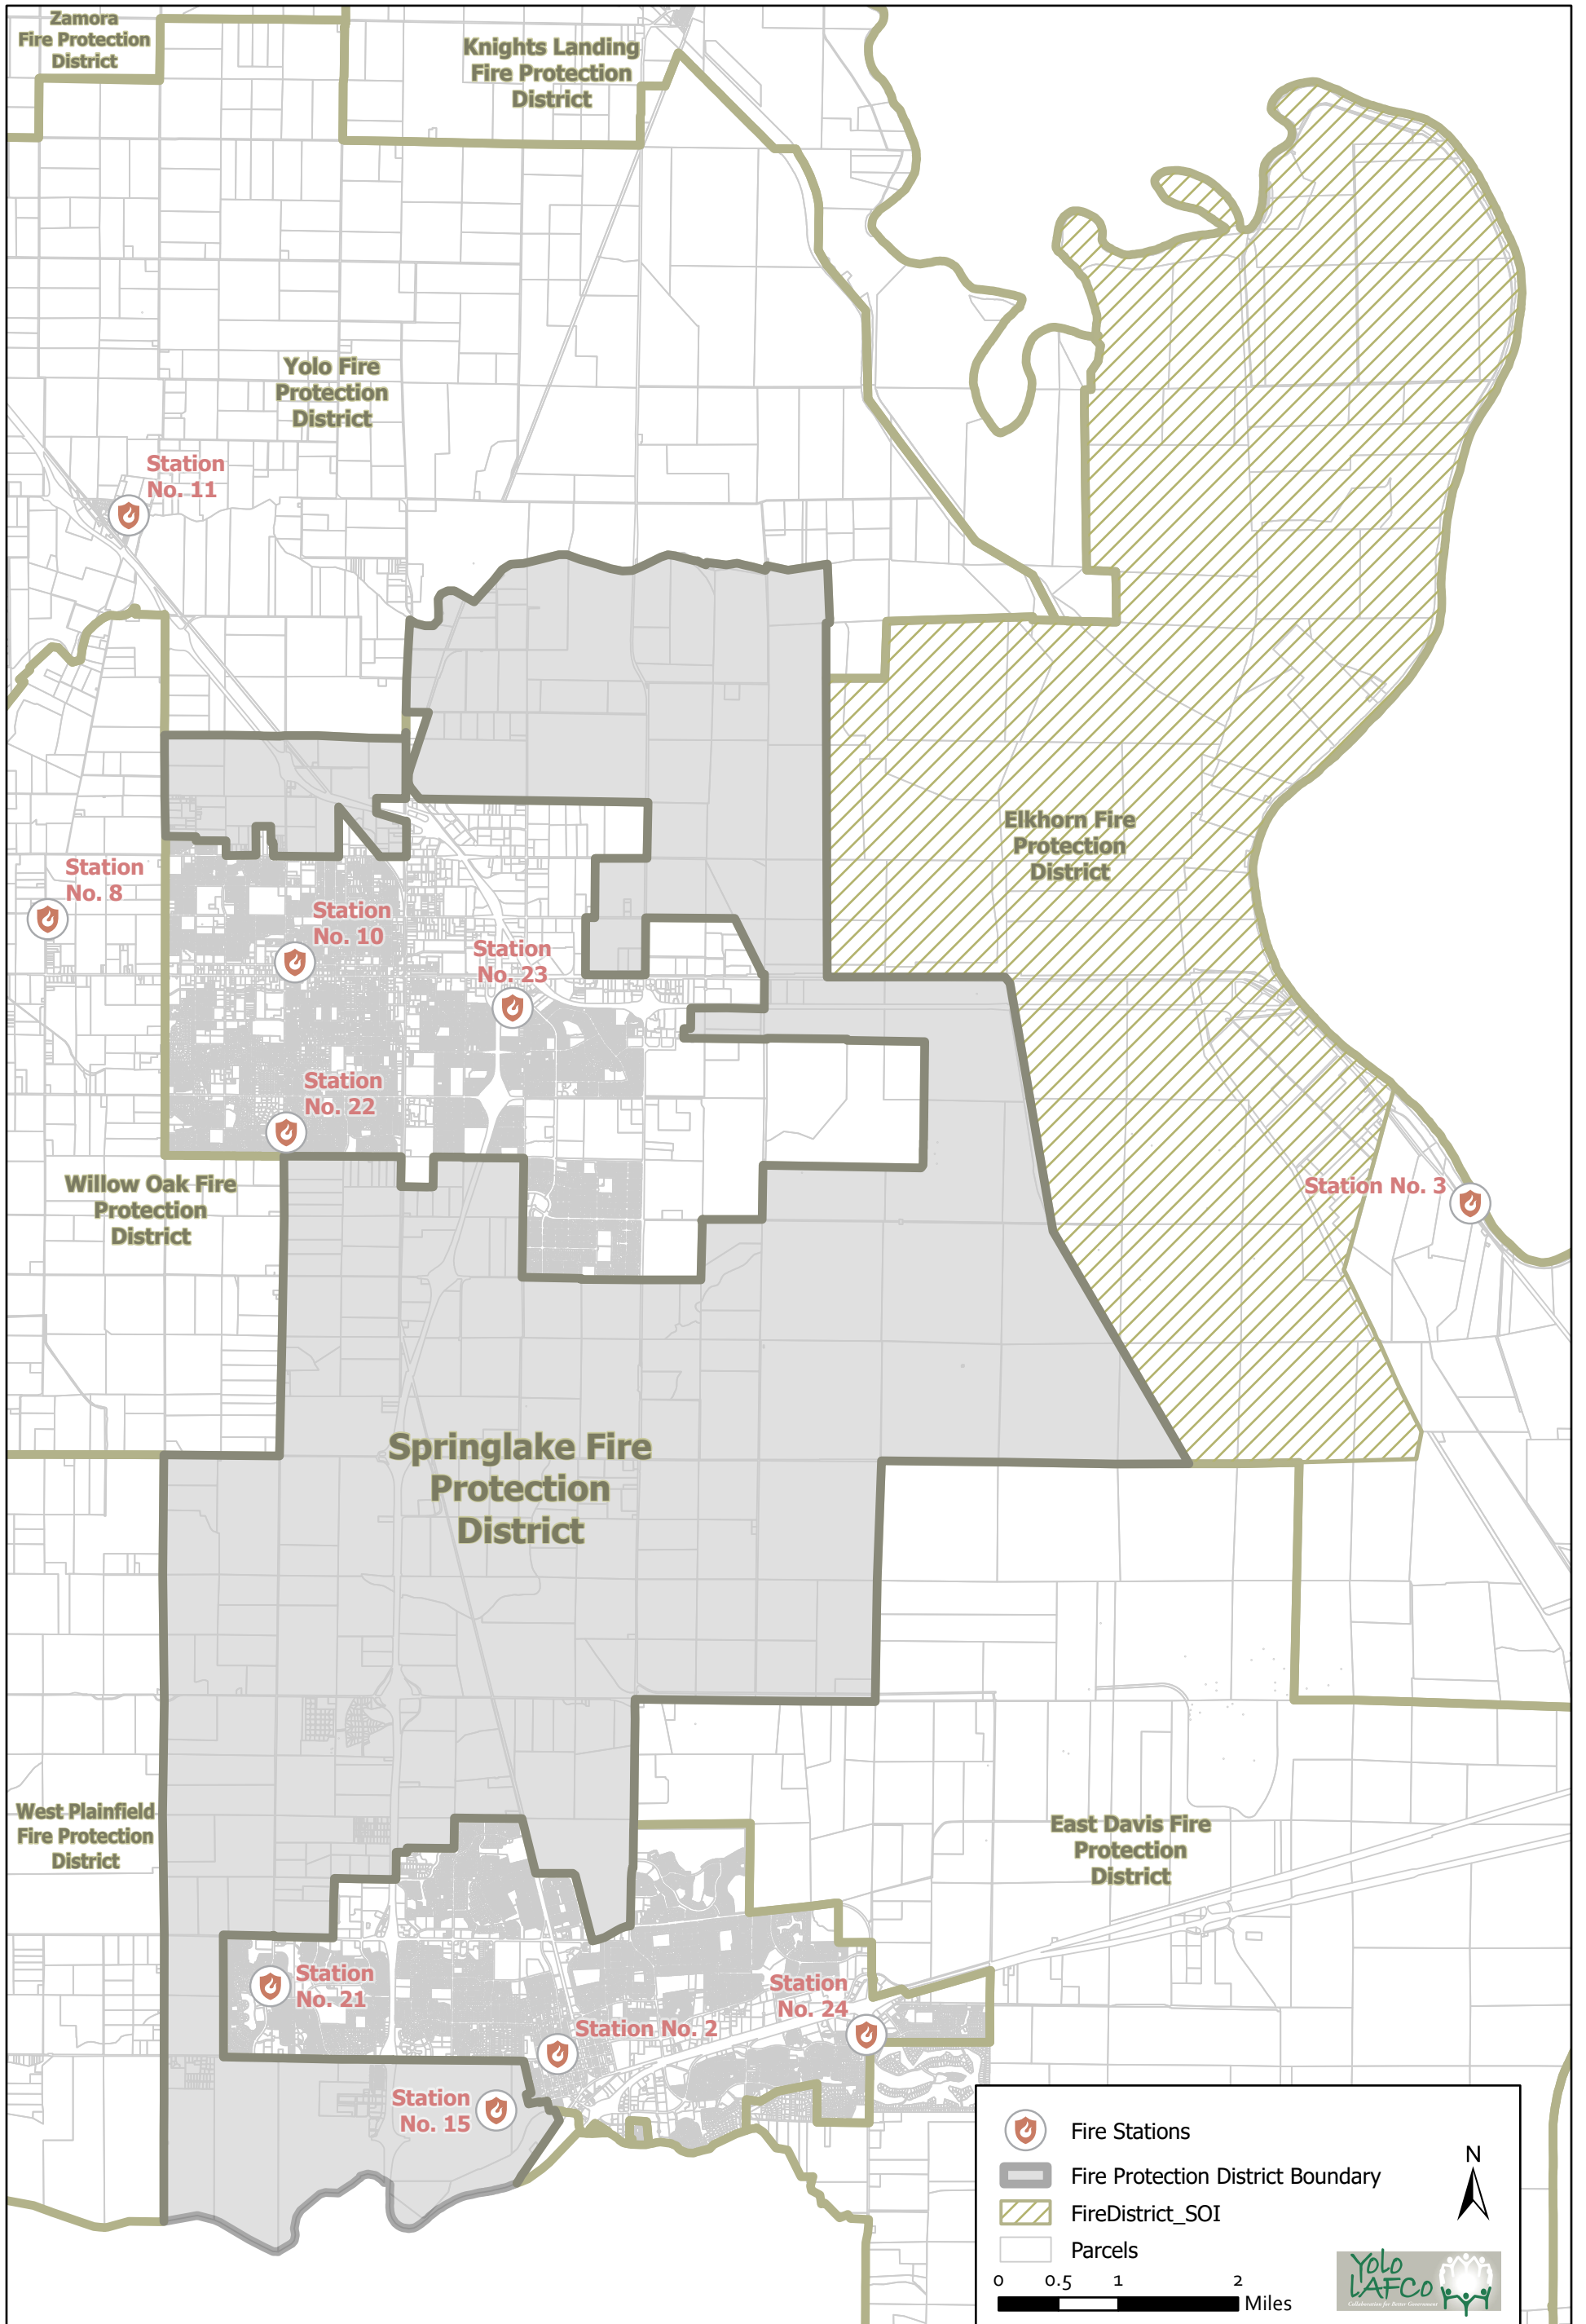 Zamora
Fire Protection
District
Knights Landing
Fire Protection
District
Yolo Fire
Protection
District
Station
No. 11
Elkhorn Fire
Protection
District
Station
No. 8
Station
No. 10
Station
No. 23
Station
No. 22
Willow Oak Fire
Protection
District
Station No. 3
Springlake Fire
Protection
District
West Plainfield
Fire Protection
District
East Davis Fire
Protection
District
Station
No. 21
Station
No. 24
Station No. 2
Station
No. 15
Fire Stations
Fire Protection District Boundary
FireDistrict_SOI
Parcels
N
0 0.5 1 2
Miles
Yolo
LAFCo
Collaboration for Better Government